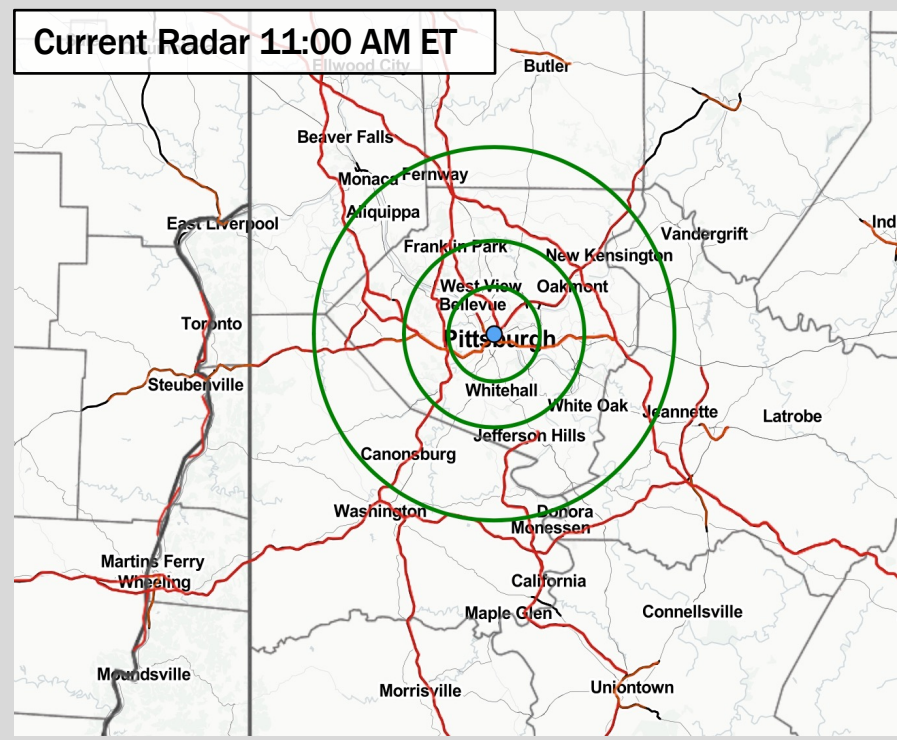 Current Radar 11:00 AM ET
Ellwood City
Butler
Beaver Falls
Monaca
Fernway
Aliquippa
East Liverpool
Ind
Vandergrift
Franklin Park
New Kensington
West View
Oakmont
Bellevue
Toronto
Pittsburgh
Steubenville
Whitehall
White Oak
Jeannette
Latrobe
Jefferson Hills
Canonsburg
Washington
Donora
Monessen
Martins Ferry
Wheeling
California
Maple Glen
Connellsville
Moundsville
Morrisville
Uniontown